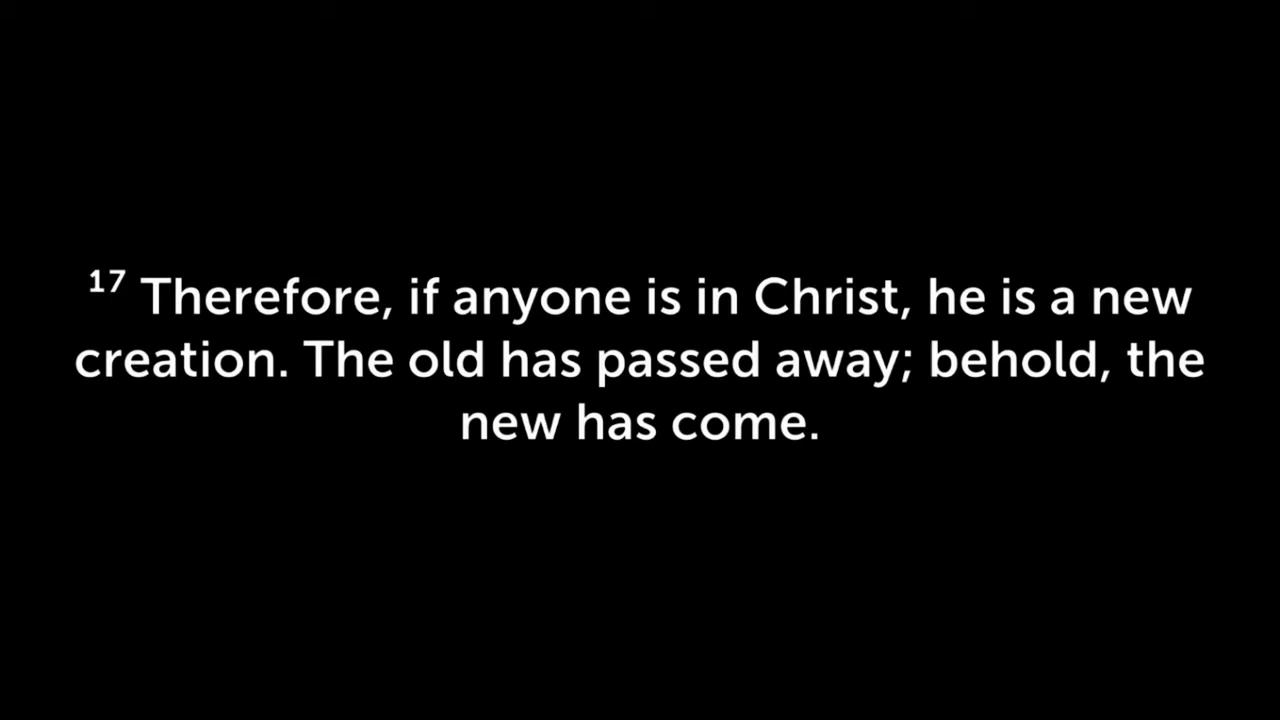 ¹⁷ Therefore, if anyone is in Christ, he is a new
creation. The old has passed away; behold, the
new has come.